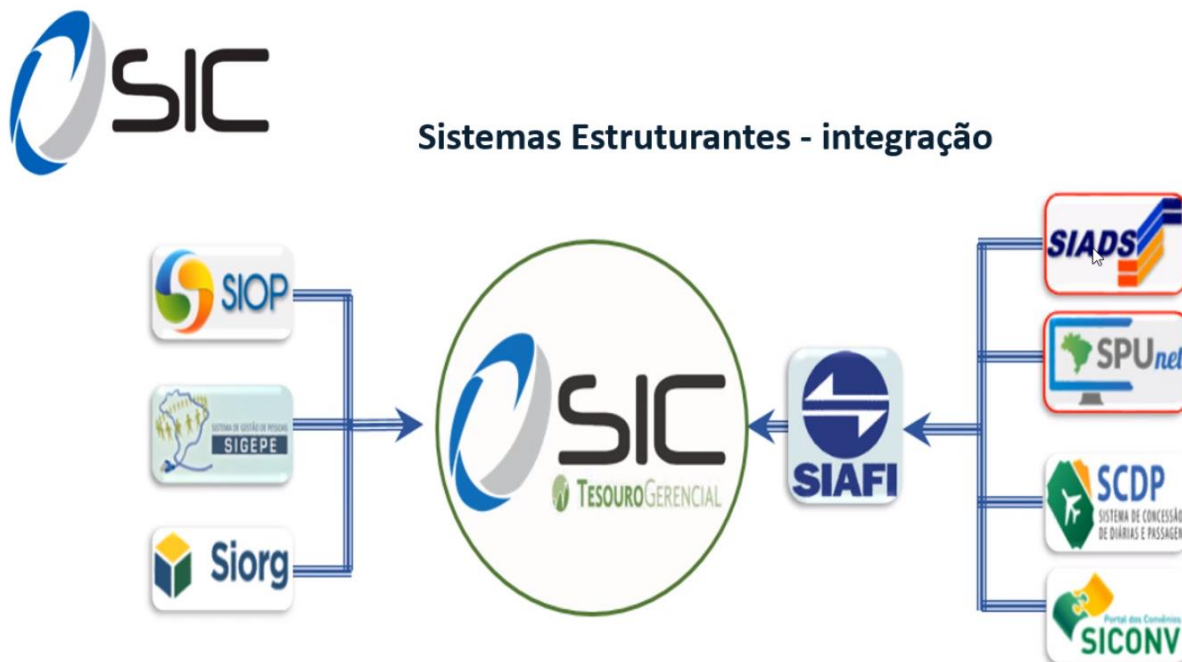 SIC
Sistemas Estruturantes - integração
SIOP
SISTEMA DE GESTÃO DE PESSOAS
SIGEPE
Siorg
SIC
TESOUROGERENCIAL
SIAFI
SIADS
SPUnet
SCDP
SISTEMA DE CONCESSÃO
DE DIÁRIAS E PASSAGEN
Portal dos Convênios
SICONV